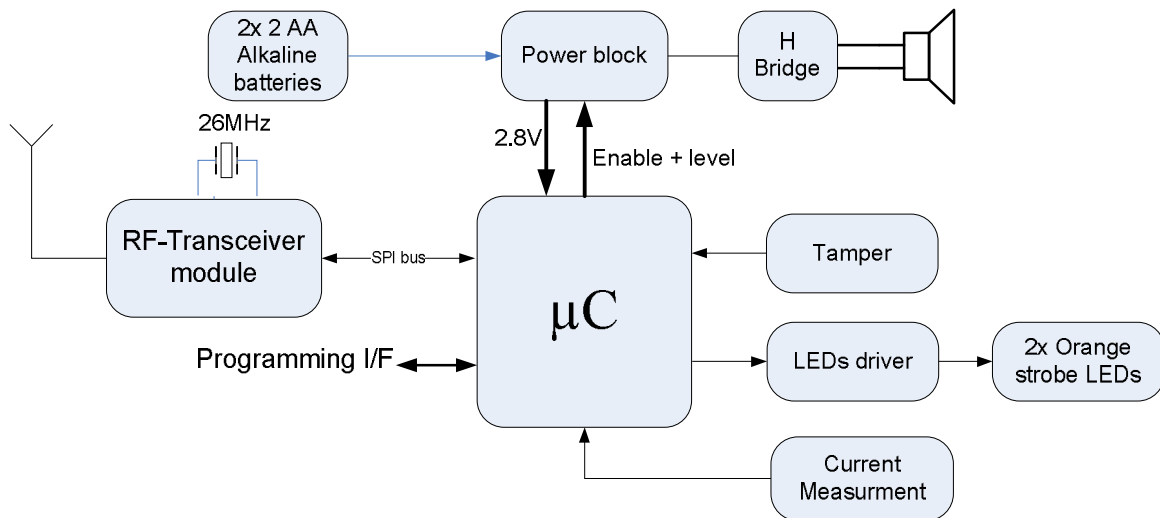 2x 2 AA
Alkaline
batteries
Power block
H
Bridge
26MHz
2.8V
Enable + level
RF-Transceiver
module
SPI bus
µC
Tamper
Programming I/F
LEDs driver
2x Orange
strobe LEDs
Current
Measurment